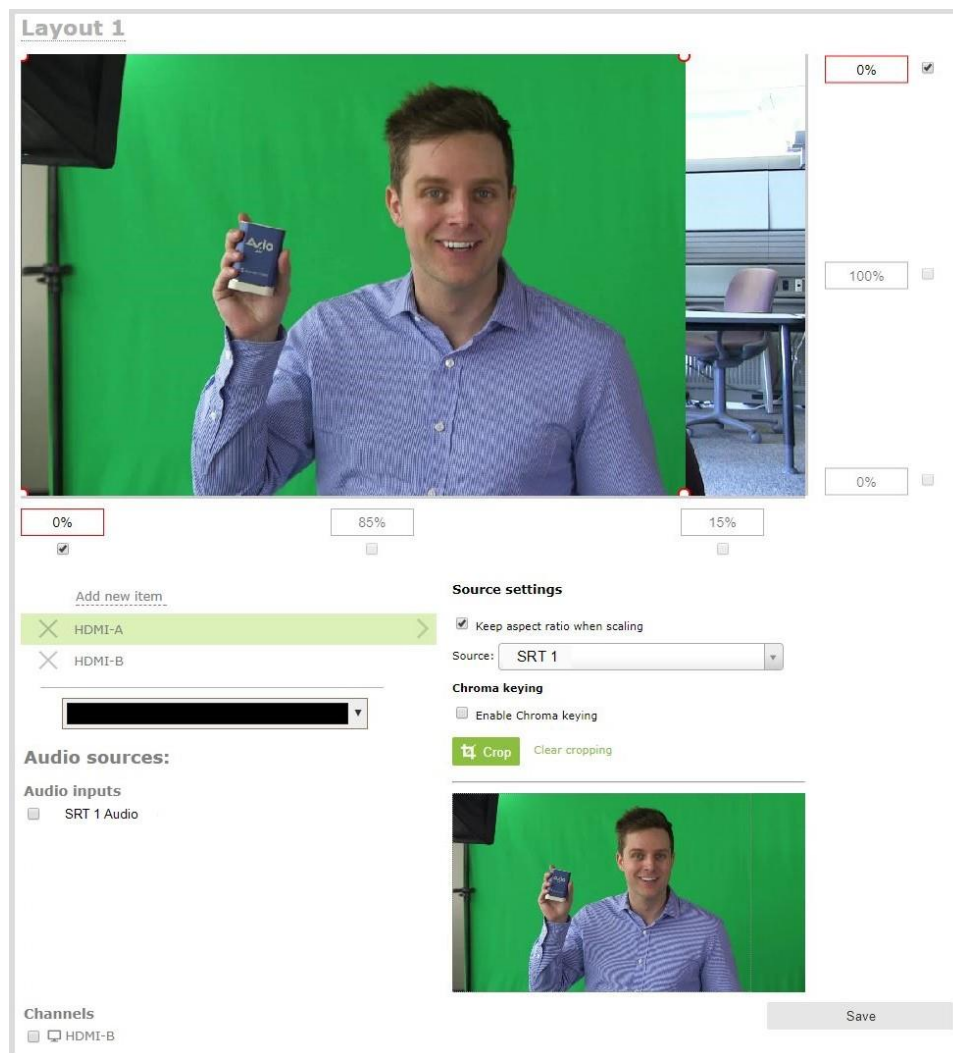 Layout 1
0%
100%
0%
0% 85% 15%
Add new item
HDMI-A
HDMI-B
Source settings
Keep aspect ratio when scaling
Source: SRT 1
Chroma keying
Enable Chroma keying
Crop Clear cropping
Audio sources:
Audio inputs
SRT 1 Audio
Channels
HDMI-B
Save